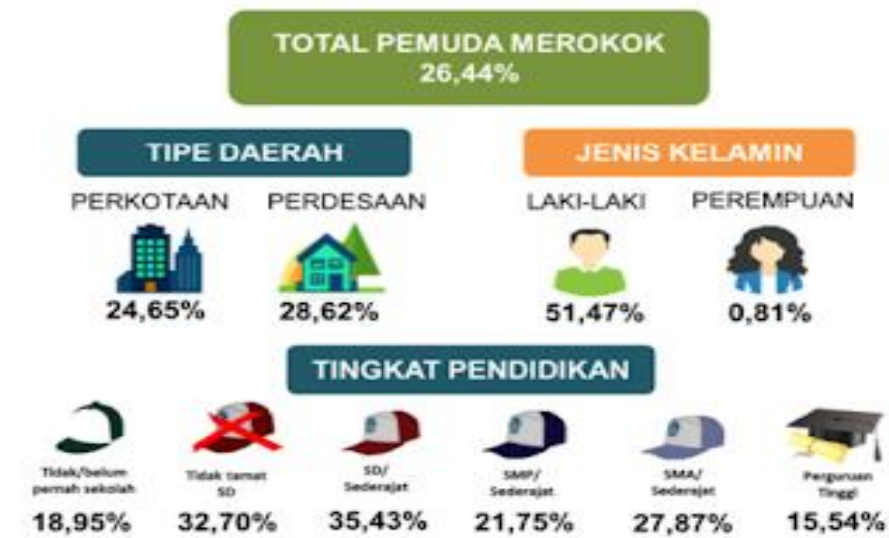 TOTAL PEMUDA MEROKOK
26,44%
TIPE DAERAH
JENIS KELAMIN
PERKOTAAN
PERDESAAN
LAKI-LAKI
PEREMPUAN
24,65%
28,62%
51,47%
0,81%
TINGKAT PENDIDIKAN
Tidak/belum
pernah sekolah
Tidak tamat
SD
SD/
Sederajat
SMP/
Sederajat
SMA/
Sederajat
Perguruan
Tinggi
18,95%
32,70%
35,43%
21,75%
27,87%
15,54%